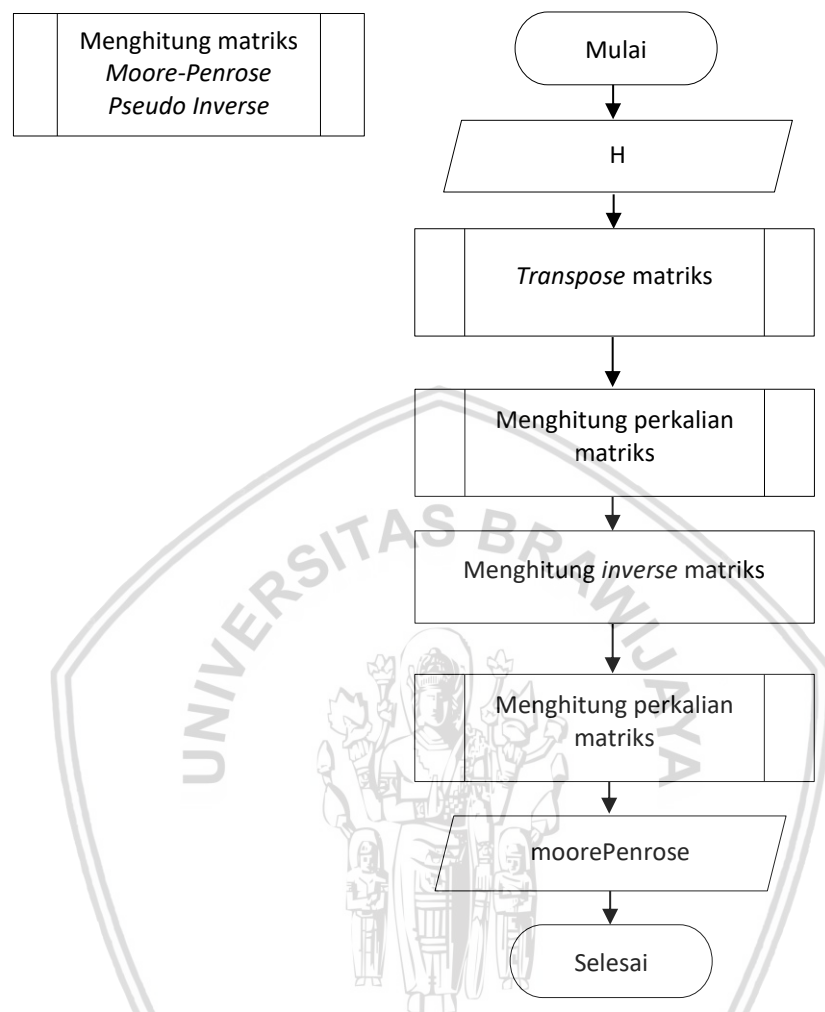 Menghitung matriks
Moore-Penrose
Pseudo Inverse
Mulai
H
Transpose matriks
Menghitung perkalian
matriks
Menghitung inverse matriks
Menghitung perkalian
matriks
moorePenrose
Selesai
UNIVERSITAS BRAWIJAYA